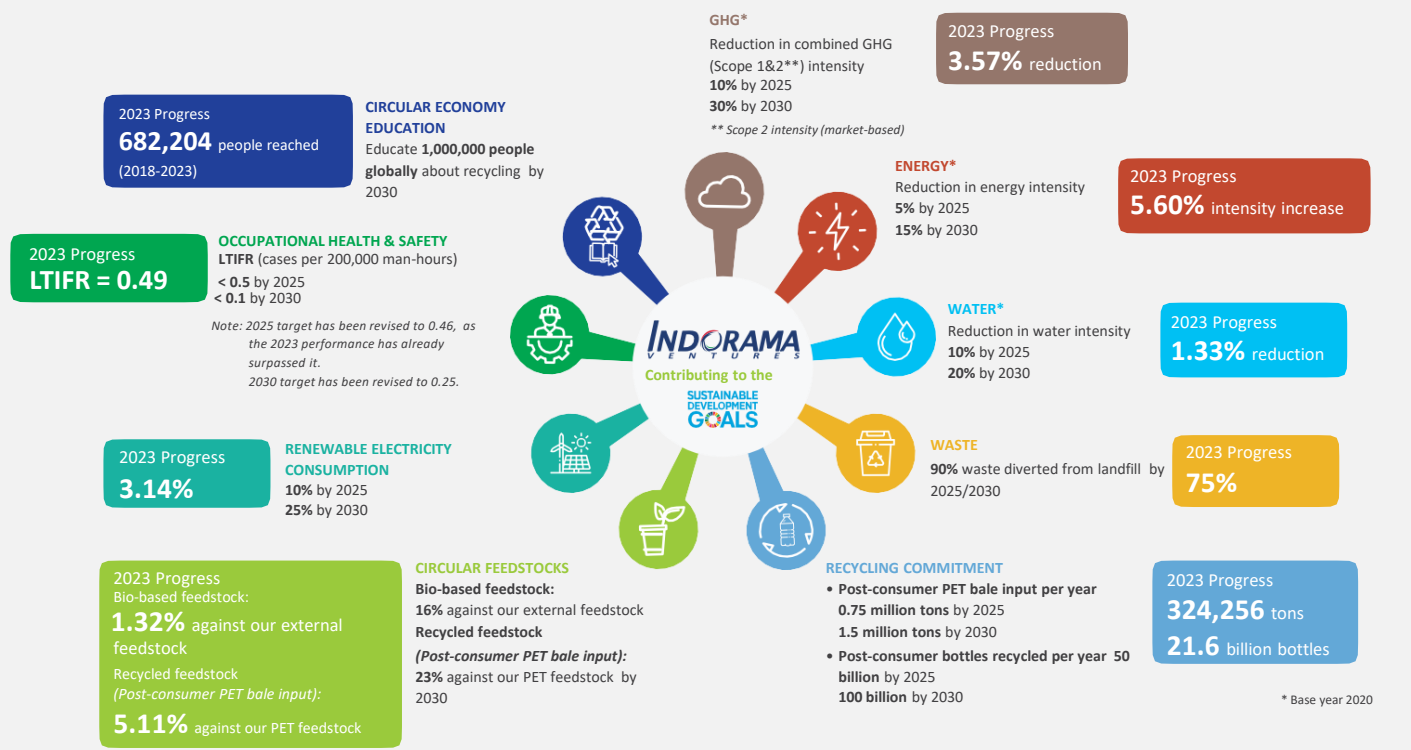 GHG*
Reduction in combined GHG
(Scope 1&2**) intensity
10% by 2025
30% by 2030
** Scope 2 intensity (market-based)
2023 Progress
3.57% reduction
2023 Progress
682,204 people reached
(2018-2023)
CIRCULAR ECONOMY
EDUCATION
Educate 1,000,000 people
globally about recycling by
2030
ENERGY*
Reduction in energy intensity
5% by 2025
15% by 2030
2023 Progress
5.60% intensity increase
2023 Progress
LTIFR = 0.49
OCCUPATIONAL HEALTH & SAFETY
LTIFR (cases per 200,000 man-hours)
< 0.5 by 2025
< 0.1 by 2030
Note: 2025 target has been revised to 0.46, as
the 2023 performance has already
surpassed it.
2030 target has been revised to 0.25.
INDORAMA
VENTURES
Contributing to the
SUSTAINABLE
DEVELOPMENT
GOALS
WATER*
Reduction in water intensity
10% by 2025
20% by 2030
2023 Progress
1.33% reduction
2023 Progress
3.14%
RENEWABLE ELECTRICITY
CONSUMPTION
10% by 2025
25% by 2030
WASTE
90% waste diverted from landfill by
2025/2030
2023 Progress
75%
2023 Progress
Bio-based feedstock:
1.32% against our external
feedstock
Recycled feedstock
(Post-consumer PET bale input):
5.11% against our PET feedstock
CIRCULAR FEEDSTOCKS
Bio-based feedstock:
16% against our external feedstock
Recycled feedstock
(Post-consumer PET bale input):
23% against our PET feedstock by
2030
RECYCLING COMMITMENT
• Post-consumer PET bale input per year
0.75 million tons by 2025
1.5 million tons by 2030
• Post-consumer bottles recycled per year 50
billion by 2025
100 billion by 2030
2023 Progress
324,256 tons
21.6 billion bottles
* Base year 2020